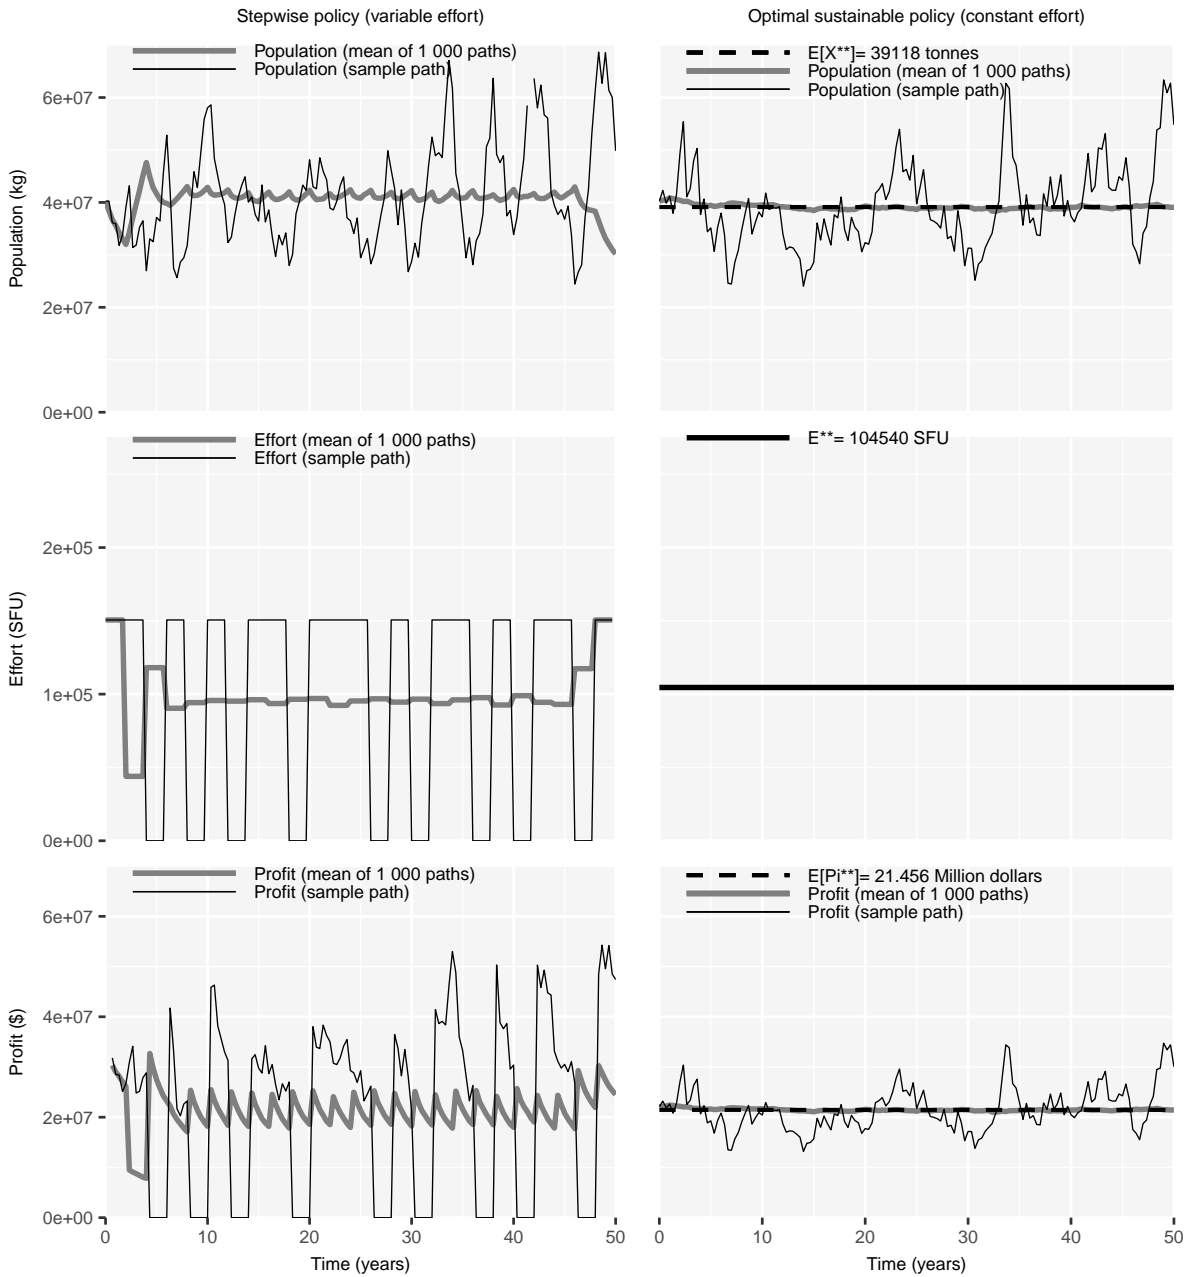 Stepwise policy (variable effort)
Optimal sustainable policy (constant effort)
Population (mean of 1 000 paths)
Population (sample path)
E[X**]= 39118 tonnes
Population (mean of 1 000 paths)
Population (sample path)
Population (kg)
6e+07
4e+07
2e+07
0e+00
Effort (mean of 1 000 paths)
Effort (sample path)
E**= 104540 SFU
Effort (SFU)
2e+05
1e+05
0e+00
Profit (mean of 1 000 paths)
Profit (sample path)
E[Pi**]= 21.456 Million dollars
Profit (mean of 1 000 paths)
Profit (sample path)
Profit ($)
6e+07
4e+07
2e+07
0e+00
0 10 20 30 40 50
0 10 20 30 40 50
Time (years)
Time (years)